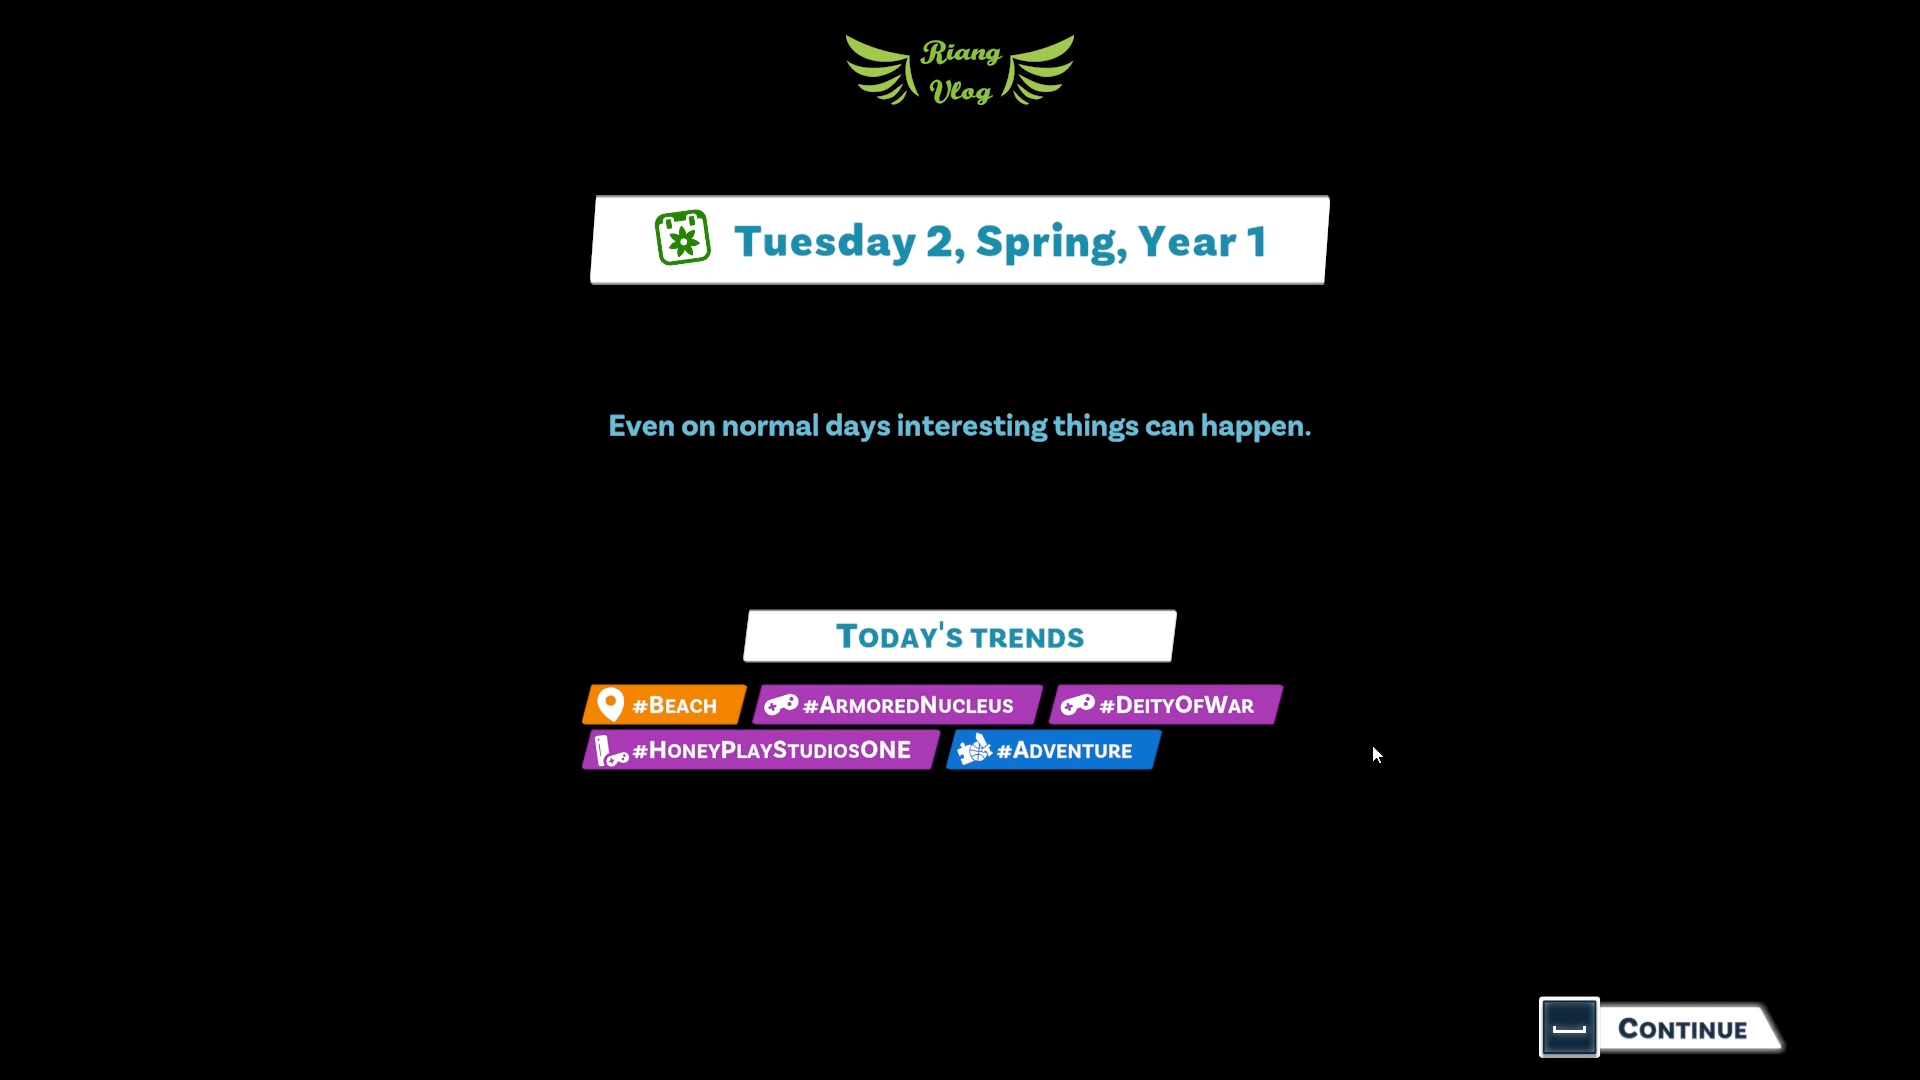 Riang
Vlog
Tuesday 2, Spring, Year 1
Even on normal days interesting things can happen.
TODAY'S TRENDS
#BEACH #ARMOREDNUCLEUS #DEITYOFWAR
#HONEYPLAYSTUDIOSONE #ADVENTURE
CONTINUE